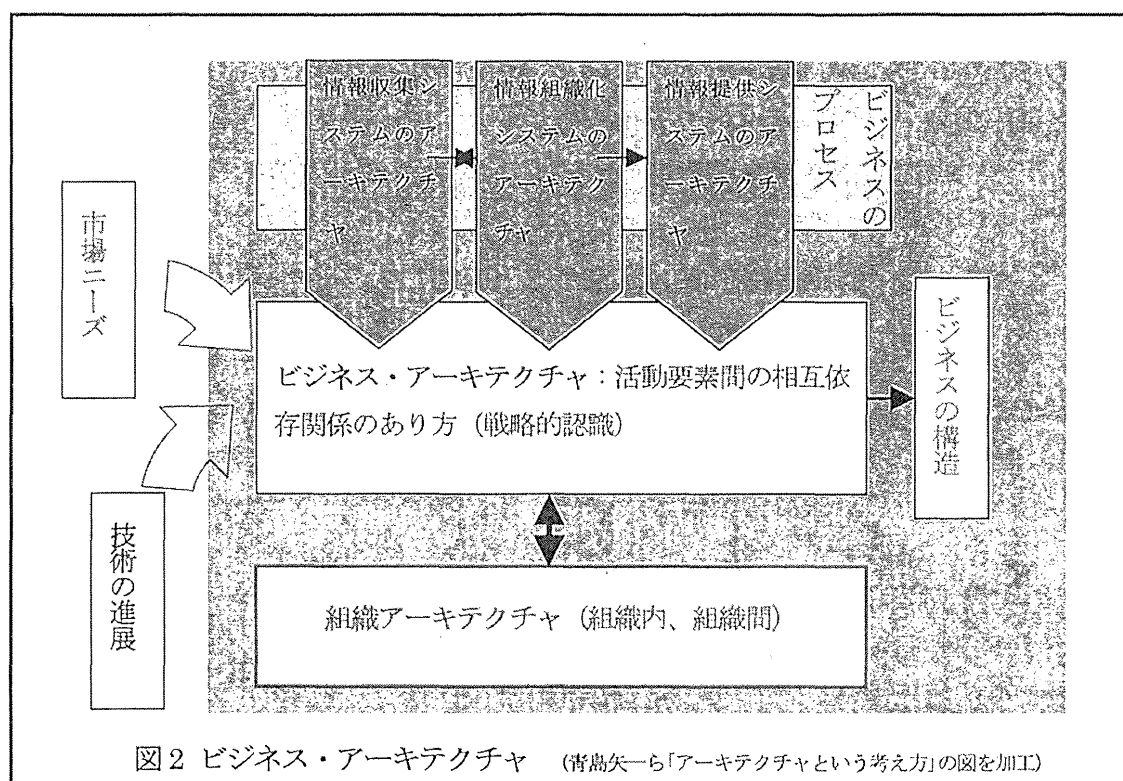 情報収集シ
ステムのア
ーキテクチ
ャ
情報組織化
システムの
アーキテク
チャ
情報提供シ
ステムのア
ーキテクチ
ャ
ビジネスの
プロセス
市場ニーズ
技術の進展
ビジネス・アーキテクチャ：活動要素間の相互依
存関係のあり方（戦略的認識）
ビジネスの構造
組織アーキテクチャ（組織内、組織間）
図2 ビジネス・アーキテクチャ （青島矢一ら「アーキテクチャという考え方」の図を加工）